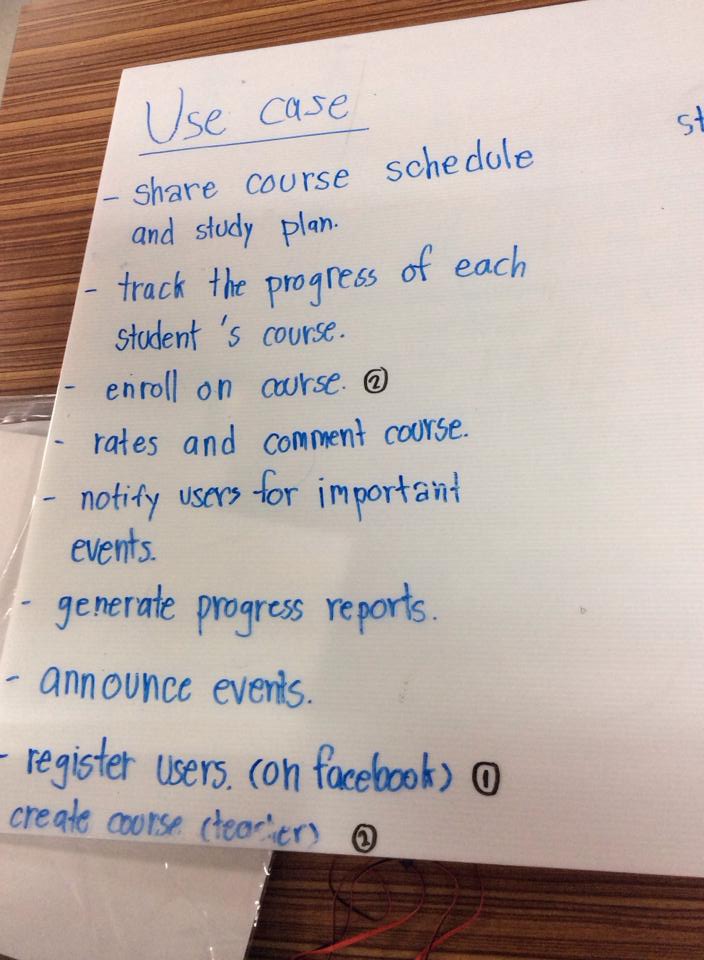 Use case
st
- share course schedule
and study plan.
- track the progress of each
student 's course.
- enroll on course. ②
- rates and comment course.
- notify users for important
events.
- generate progress reports.
- announce events.
- register users. (on facebook) ①
create course (teacher) ②